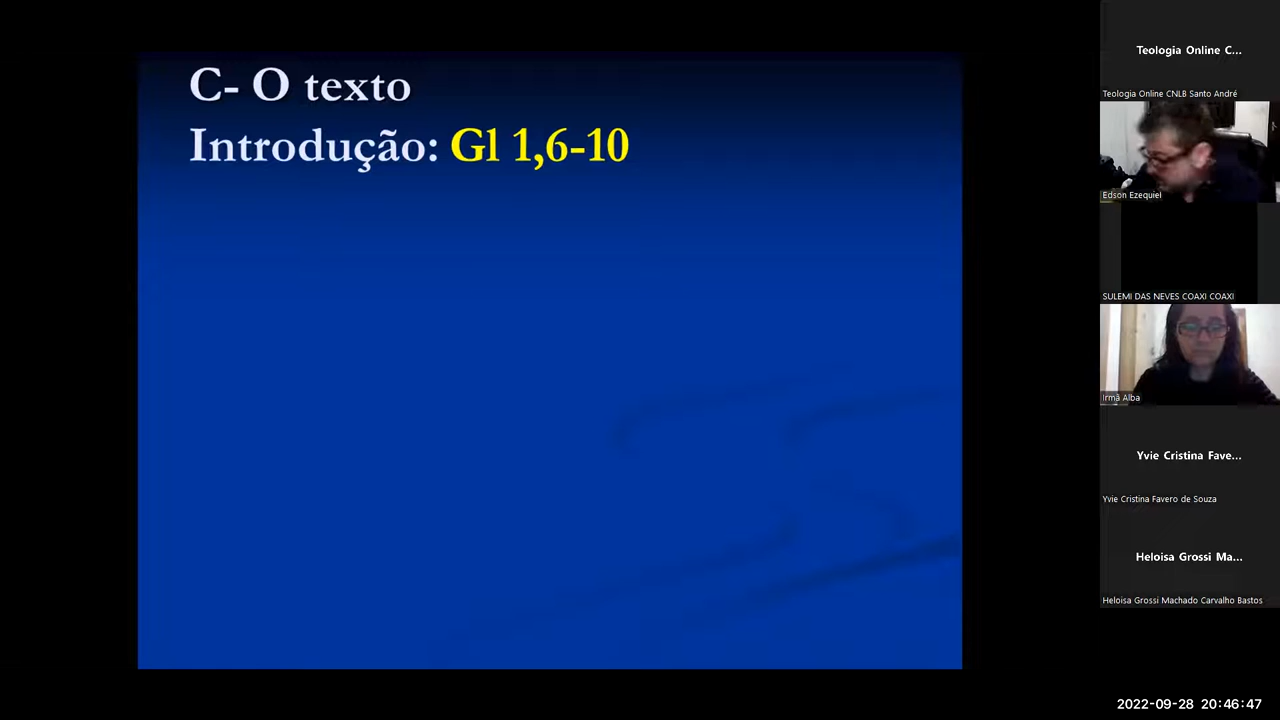 C- O texto
Introdução: Gl 1,6-10
Teologia Online C...
Teologia Online CNLB Santo André
Edson Ezequiel
SULEMI DAS NEVES COAXI COAXI
Irmã Alba
Yvie Cristina Fave...
Yvie Cristina Favero de Souza
Heloisa Grossi Ma...
Heloisa Grossi Machado Carvalho Bastos
2022-09-28 20:46:47